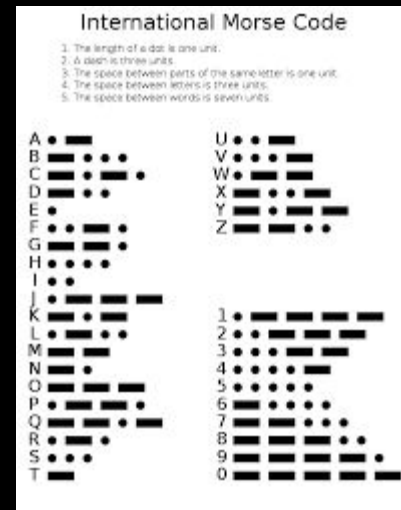 International Morse Code
1. The length of a dot is one unit.
2. A dash is three units.
3. The space between parts of the same letter is one unit.
4. The space between letters is three units.
5. The space between words is seven units.
A
B
C
D
E
F
G
H
I
J
K
L
M
N
O
P
Q
R
S
T
U
V
W
X
Y
Z
1
2
3
4
5
6
7
8
9
0